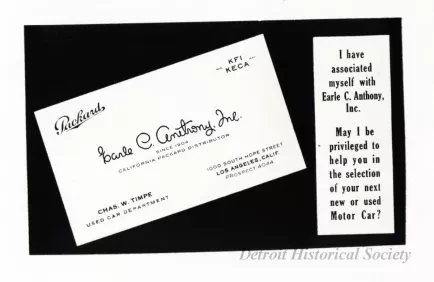 Packard
KFI
KECA
Earle C. Anthony, Inc.
SINCE 1904
CALIFORNIA PACKARD DISTRIBUTOR
CHAS. W. TIMPE
USED CAR DEPARTMENT
1000 SOUTH HOPE STREET
LOS ANGELES, CALIF.
PROSPECT 4044
I have
associated
myself with
Earle C. Anthony,
Inc.
May I be
privileged to
help you in
the selection
of your next
new or used
Motor Car?
Detroit Historical Society